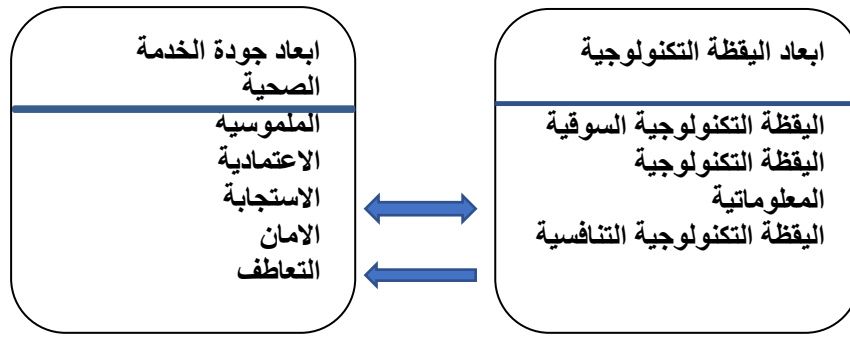 ابعاد اليقظة التكنولوجية
اليقظة التكنولوجية السوقية
اليقظة التكنولوجية
المعلوماتية
اليقظة التكنولوجية التنافسية
ابعاد جودة الخدمة
الصحية
الملموسيه
الاعتمادية
الاستجابة
الامان
التعاطف